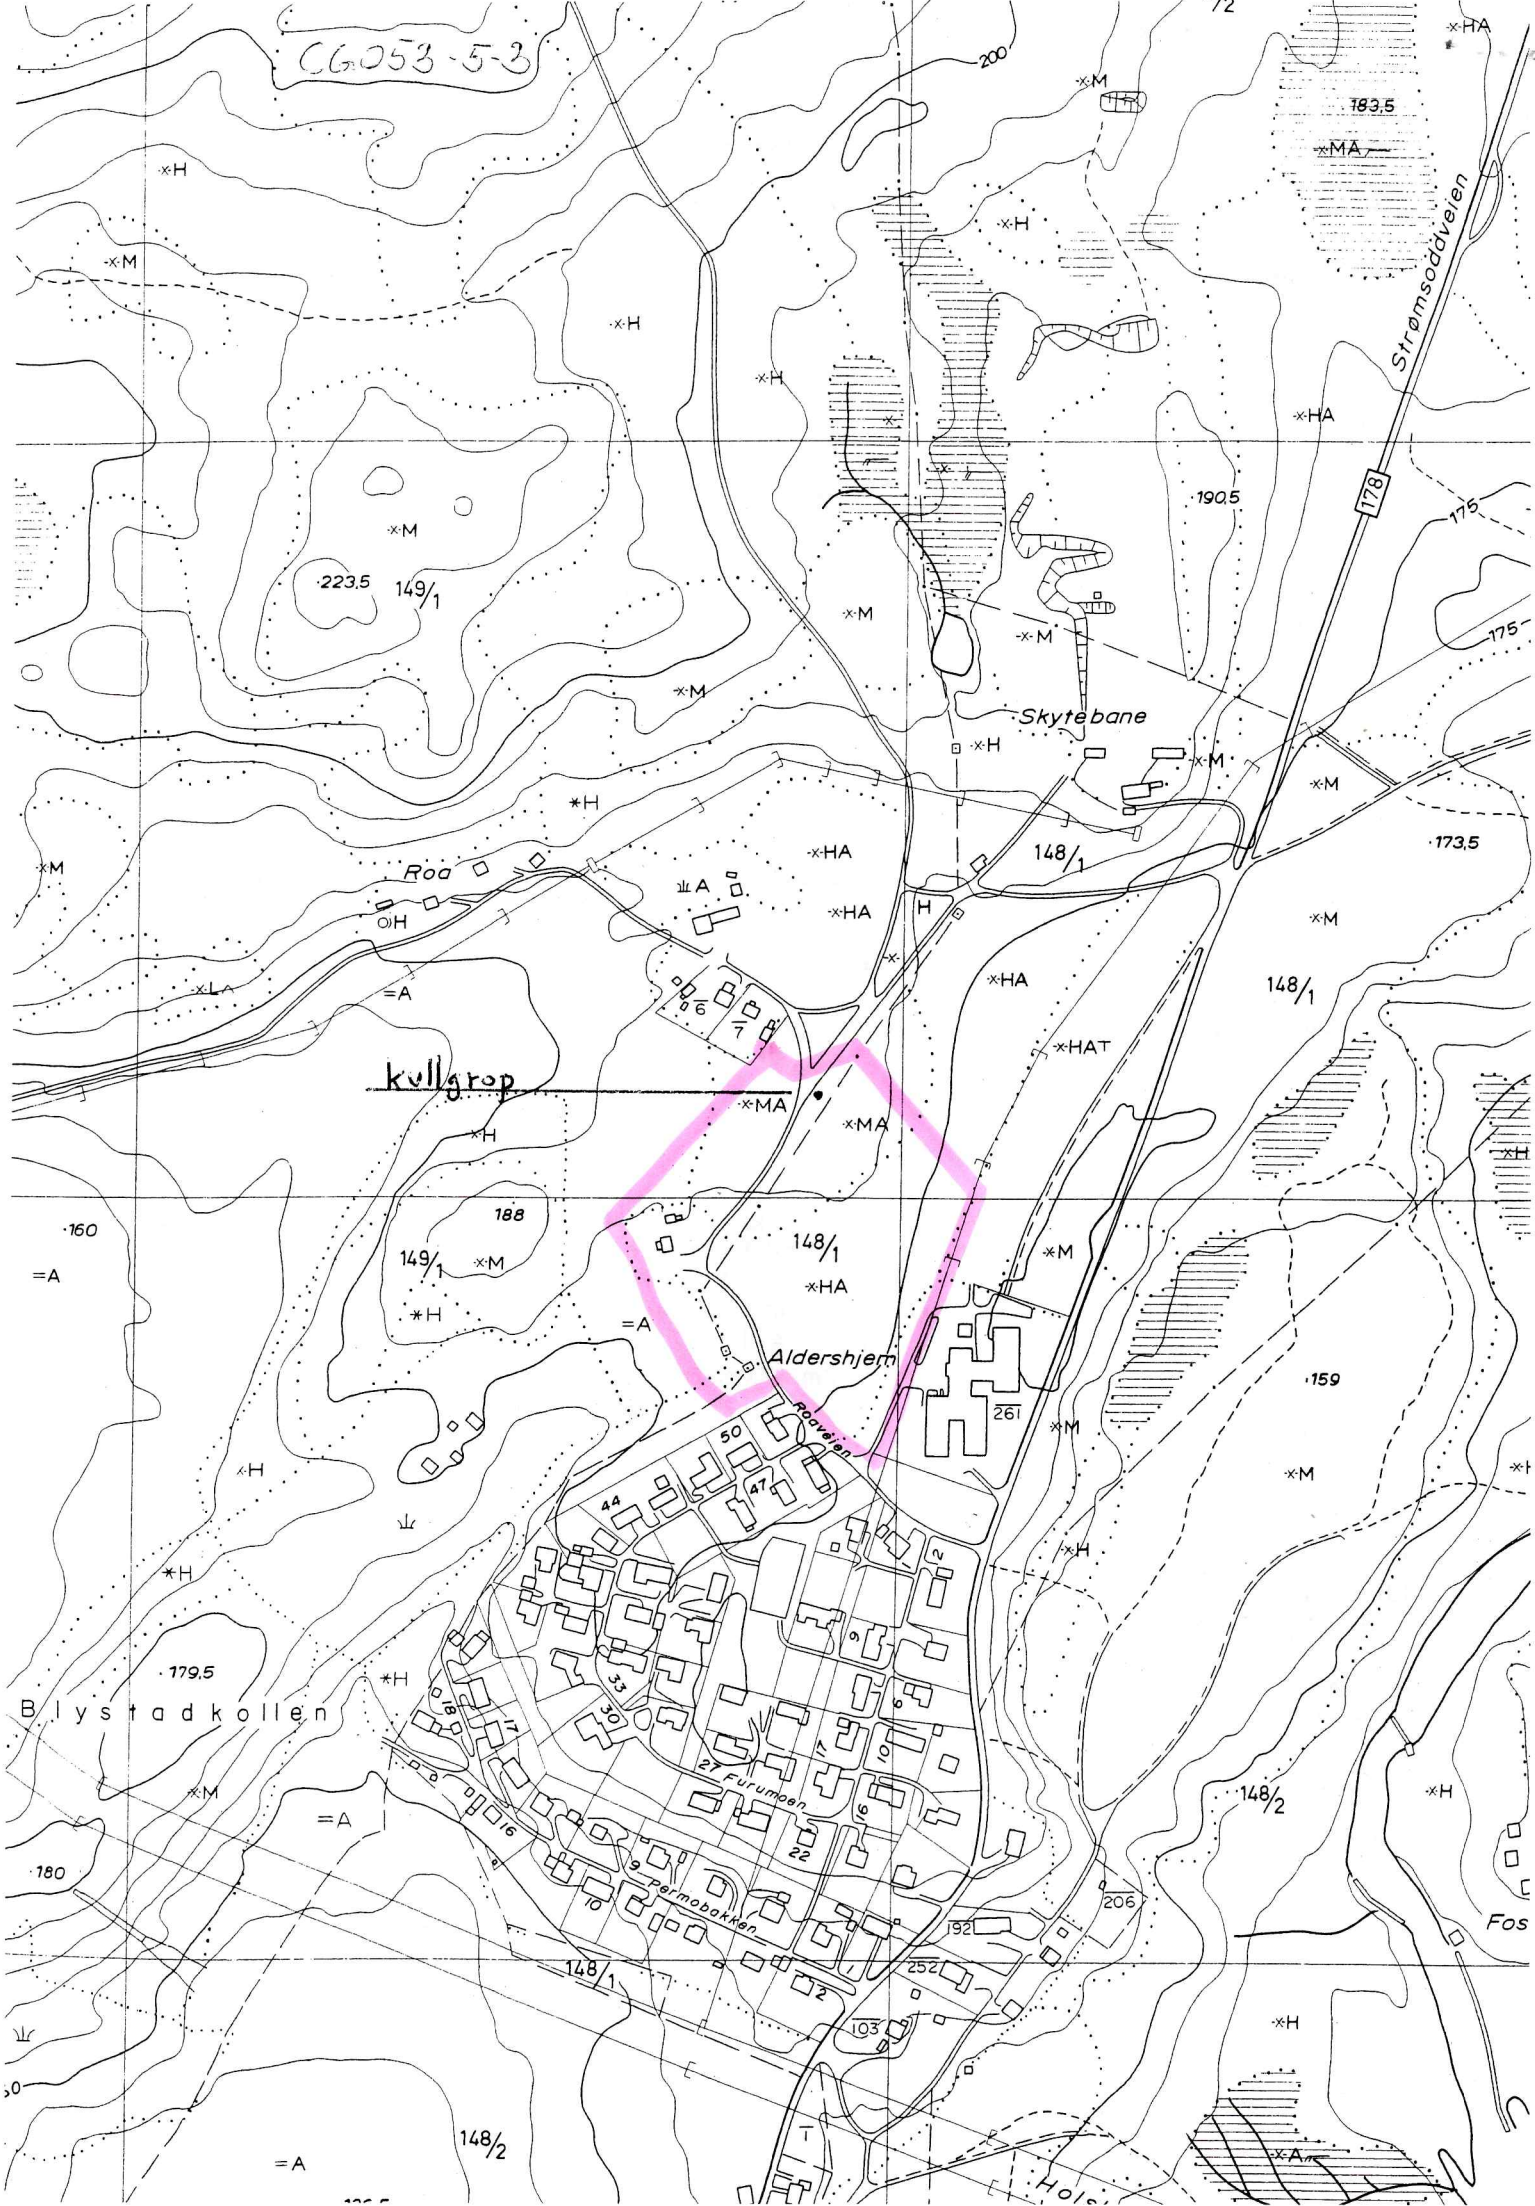 CG053-5-3
200
72
x-HA
x-M
183,5
x-MA
x-H
x-H
x-M
x-H
x-H
Strømsoddveien
x-HA
x-M
190,5
178
175
223,5
149/1
x-M
x-M
175
x-M
Skytebane
x-H
x-M
x-M
*H
x-HA
148/1
173,5
x-M
Roa
A
x-HA
H
x-M
OH
x-HA
148/1
x-L
=A
6
7
x-HAT
kullgrop
x-MA
x-MA
x-H
x-H
160
188
148/1
*M
=A
149/1
x-M
x-HA
*H
=A
Aldershjem
159
Roaveien
261
x-M
50
x-H
47
x-M
44
x-H
12
*H
9
179,5
*H
33
Blystadkollen
18
17
30
6
17
10
27 Furumoen
x-M
x-H
148/2
=A
16
16
22
180
9
Permobakken
10
206
192
Fos
148/1
252
2
103
x-H
50
148/2
=A
x-A
Hols